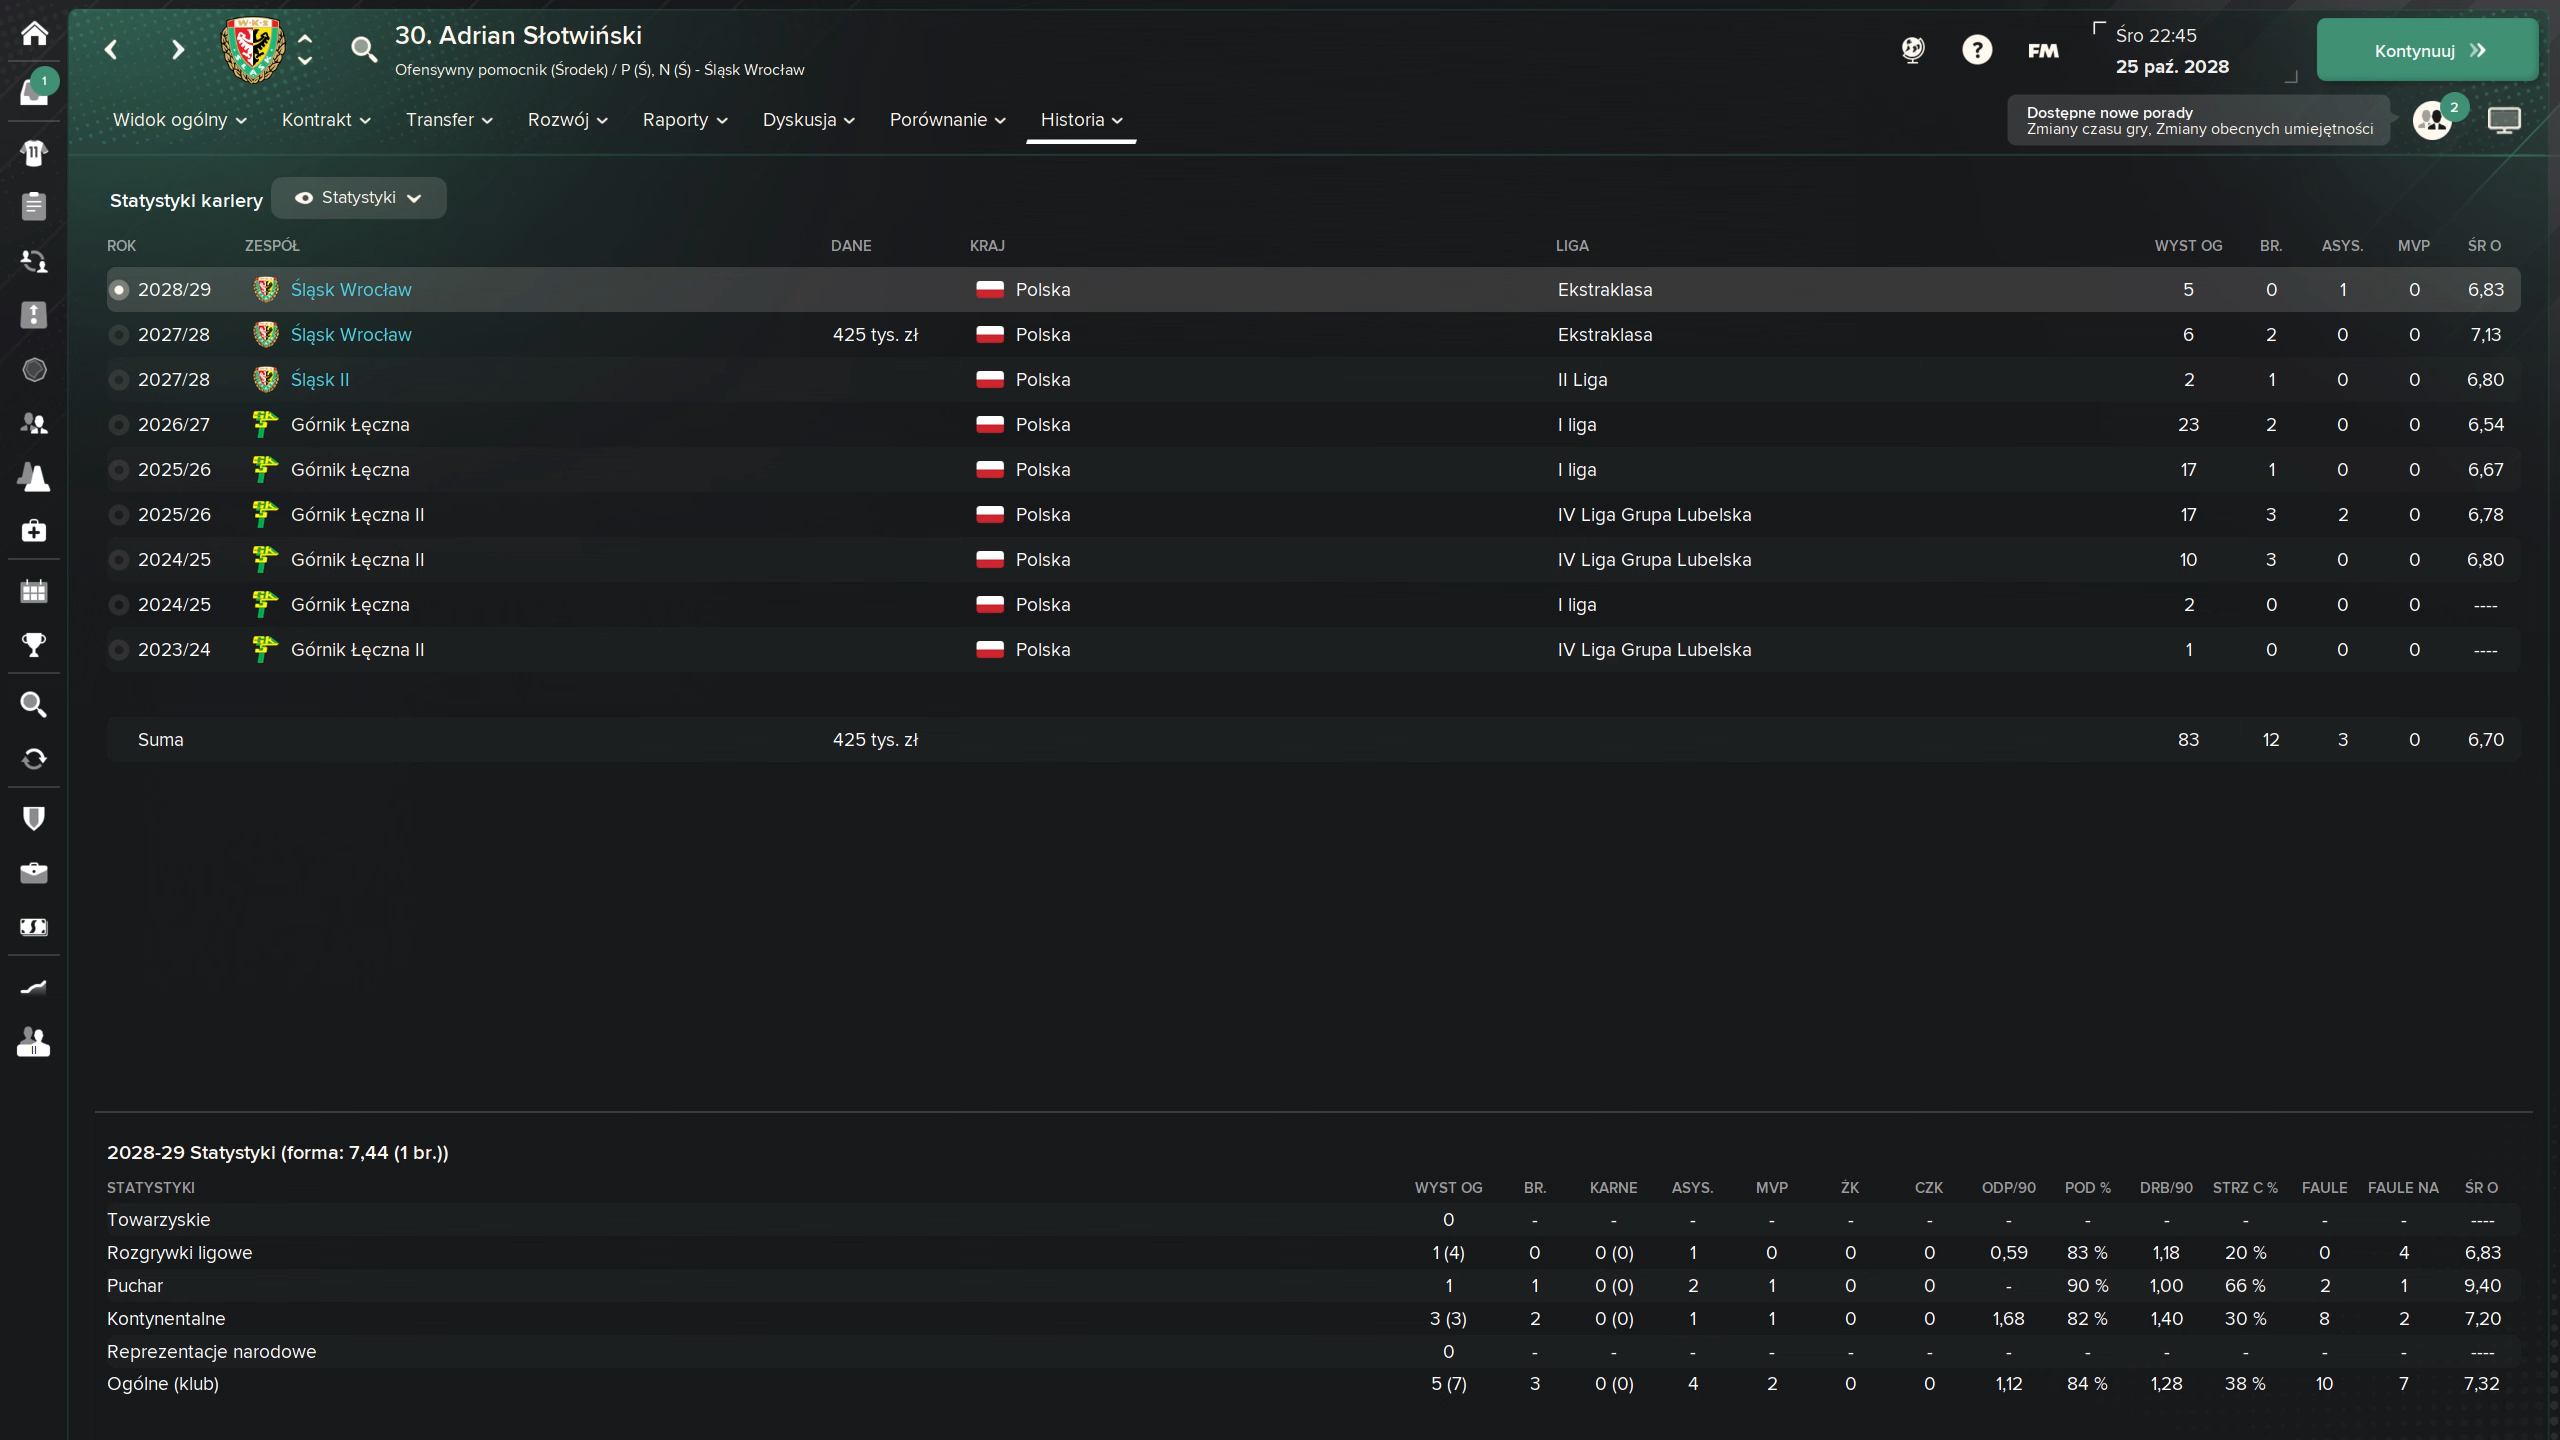 30. Adrian Słotwiński
Ofensywny pomocnik (Środek) / P (Ś), N (Ś) - Śląsk Wrocław
FM
Śro 22:45
25 paź. 2028
Kontynuuj
1
Widok ogólny Kontrakt Transfer Rozwój Raporty Dyskusja Porównanie Historia
Dostępne nowe porady
Zmiany czasu gry, Zmiany obecnych umiejętności
2
11
Statystyki kariery Statystyki
ROK ZESPÓŁ DANE KRAJ LIGA WYST OG BR. ASYS. MVP ŚR O
2028/29 Śląsk Wrocław Polska Ekstraklasa 5 0 1 0 6,83
2027/28 Śląsk Wrocław 425 tys. zł Polska Ekstraklasa 6 2 0 0 7,13
2027/28 Śląsk II Polska II Liga 2 1 0 0 6,80
2026/27 Górnik Łęczna Polska I liga 23 2 0 0 6,54
2025/26 Górnik Łęczna Polska I liga 17 1 0 0 6,67
2025/26 Górnik Łęczna II Polska IV Liga Grupa Lubelska 17 3 2 0 6,78
2024/25 Górnik Łęczna II Polska IV Liga Grupa Lubelska 10 3 0 0 6,80
2024/25 Górnik Łęczna Polska I liga 2 0 0 0 ----
2023/24 Górnik Łęczna II Polska IV Liga Grupa Lubelska 1 0 0 0 ----
Suma 425 tys. zł 83 12 3 0 6,70
2028-29 Statystyki (forma: 7,44 (1 br.))
STATYSTYKI WYST OG BR. KARNE ASYS. MVP ŻK CZK ODP/90 POD % DRB/90 STRZ C % FAULE FAULE NA ŚR O
Towarzyskie 0 - - - - - - - - - - - - ----
Rozgrywki ligowe 1 (4) 0 0 (0) 1 0 0 0 0,59 83 % 1,18 20 % 0 4 6,83
Puchar 1 1 0 (0) 2 1 0 0 - 90 % 1,00 66 % 2 1 9,40
Kontynentalne 3 (3) 2 0 (0) 1 1 0 0 1,68 82 % 1,40 30 % 8 2 7,20
Reprezentacje narodowe 0 - - - - - - - - - - - - ----
Ogólne (klub) 5 (7) 3 0 (0) 4 2 0 0 1,12 84 % 1,28 38 % 10 7 7,32